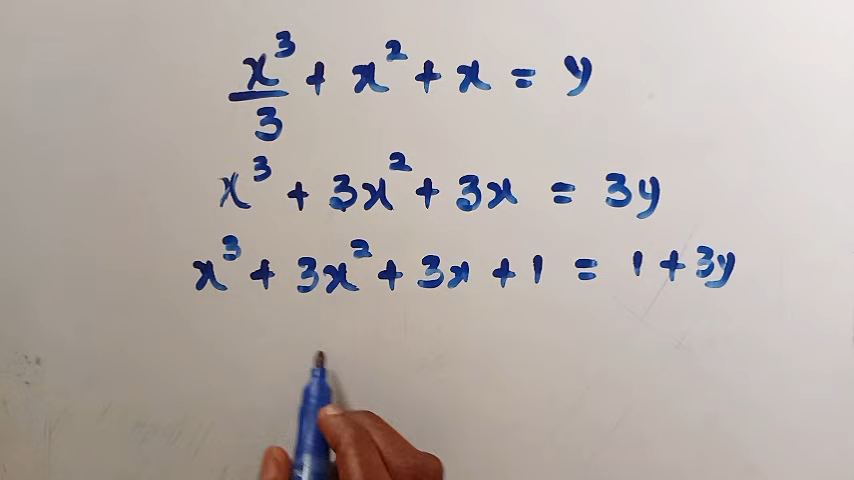 x³/3 + x² + x = y
x³ + 3x² + 3x = 3y
x³ + 3x² + 3x + 1 = 1 + 3y